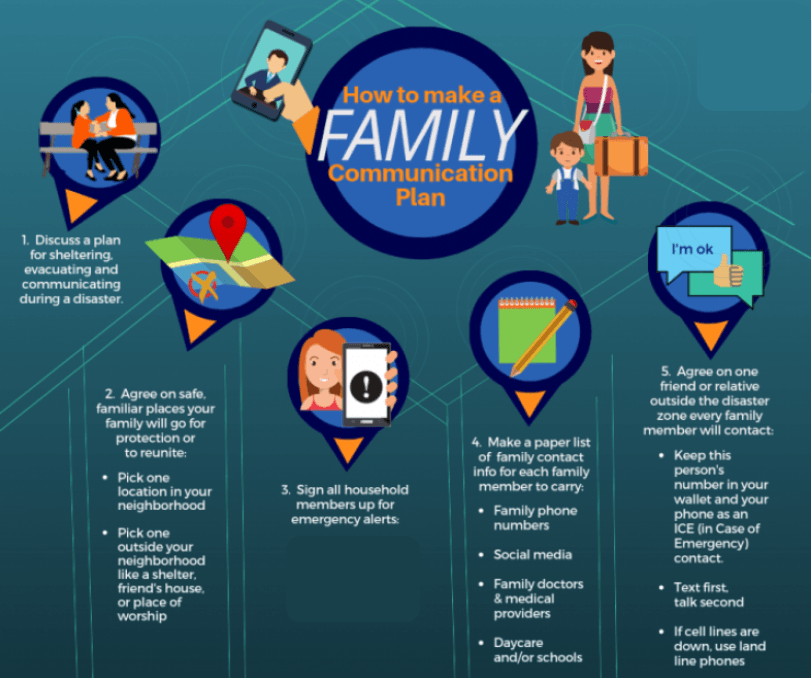 How to make a
FAMILY
Communication
Plan
1. Discuss a plan
for sheltering,
evacuating and
communicating
during a disaster.
2. Agree on safe,
familiar places your
family will go for
protection or
to reunite:
• Pick one
location in your
neighborhood
• Pick one
outside your
neighborhood
like a shelter,
friend's house,
or place of
worship
3. Sign all household
members up for
emergency alerts:
4. Make a paper list
of family contact
info for each family
member to carry:
• Family phone
numbers
• Social media
• Family doctors
& medical
providers
• Daycare
and/or schools
I'm ok
5. Agree on one
friend or relative
outside the disaster
zone every family
member will contact:
• Keep this
person's
number in your
wallet and your
phone as an
ICE (in Case of
Emergency)
contact.
• Text first,
talk second
• If cell lines are
down, use land
line phones